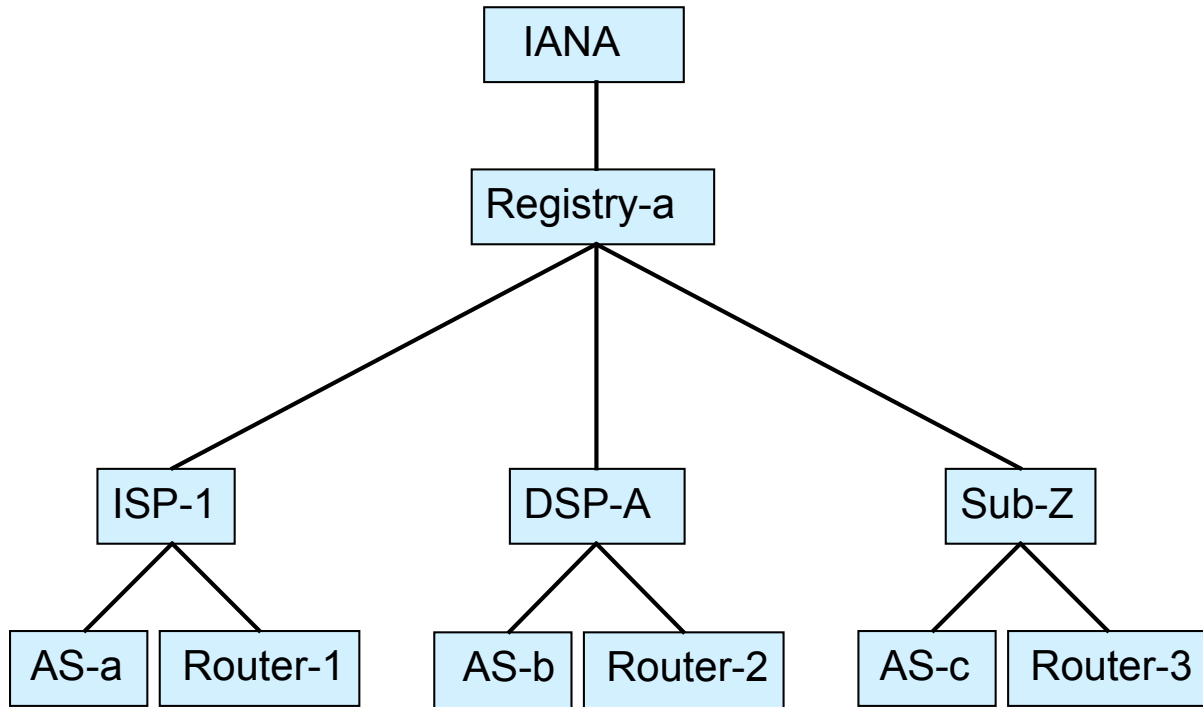 IANA
Registry-a
ISP-1
DSP-A
Sub-Z
AS-a
Router-1
AS-b
Router-2
AS-c
Router-3